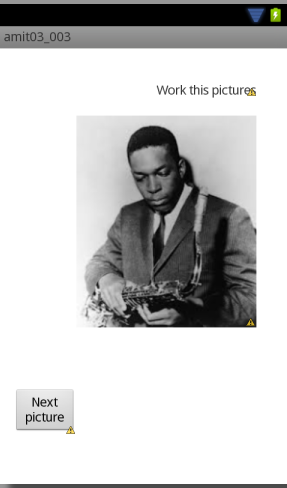 amit03_003
Work this pictures
Next
picture